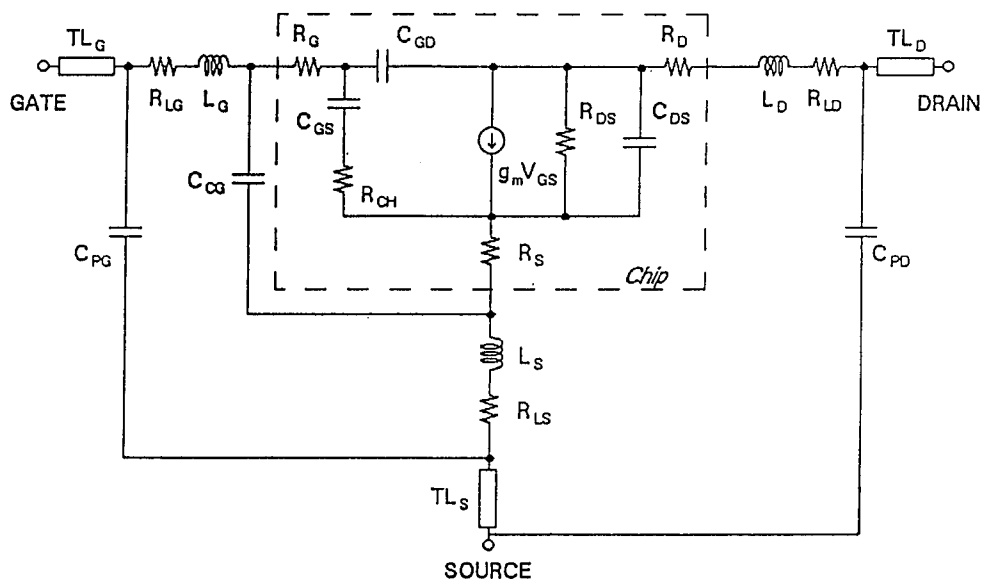 TL_G
R_LG
L_G
R_G
C_GD
R_D
L_D
R_LD
TL_D
GATE
DRAIN
C_GS
R_DS
C_DS
g_mV_GS
C_CG
R_CH
C_PG
R_S
Chip
C_PD
L_S
R_LS
TL_S
SOURCE